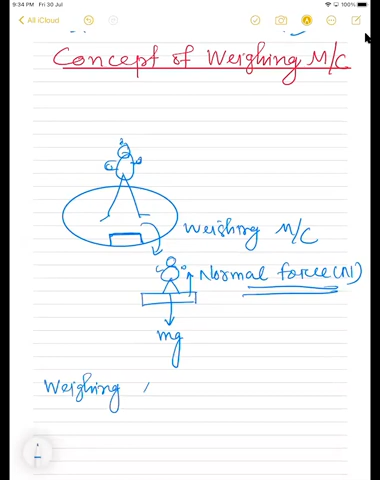 9:34 PM Fri 30 Jul
100%
All iCloud
Concept of Weighing M/C
Weighing M/C
Normal force (N)
mg
Weighing